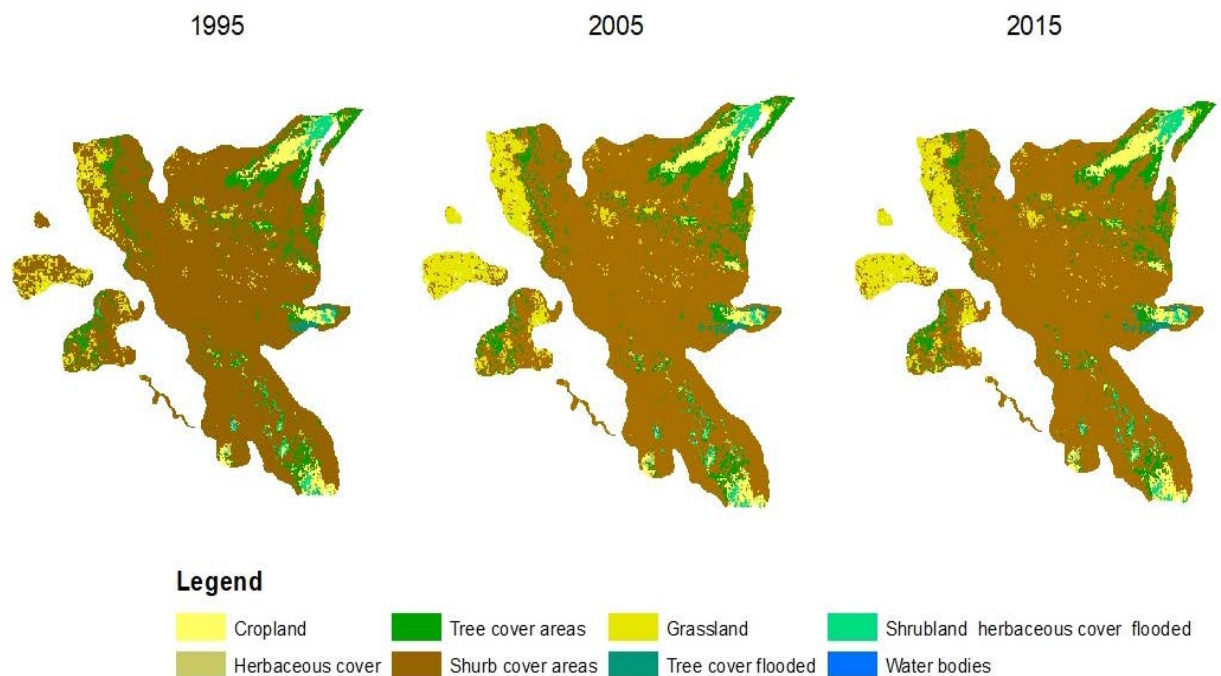 1995 2005 2015
Legend
Cropland Tree cover areas Grassland Shrubland herbaceous cover flooded
Herbaceous cover Shurb cover areas Tree cover flooded Water bodies